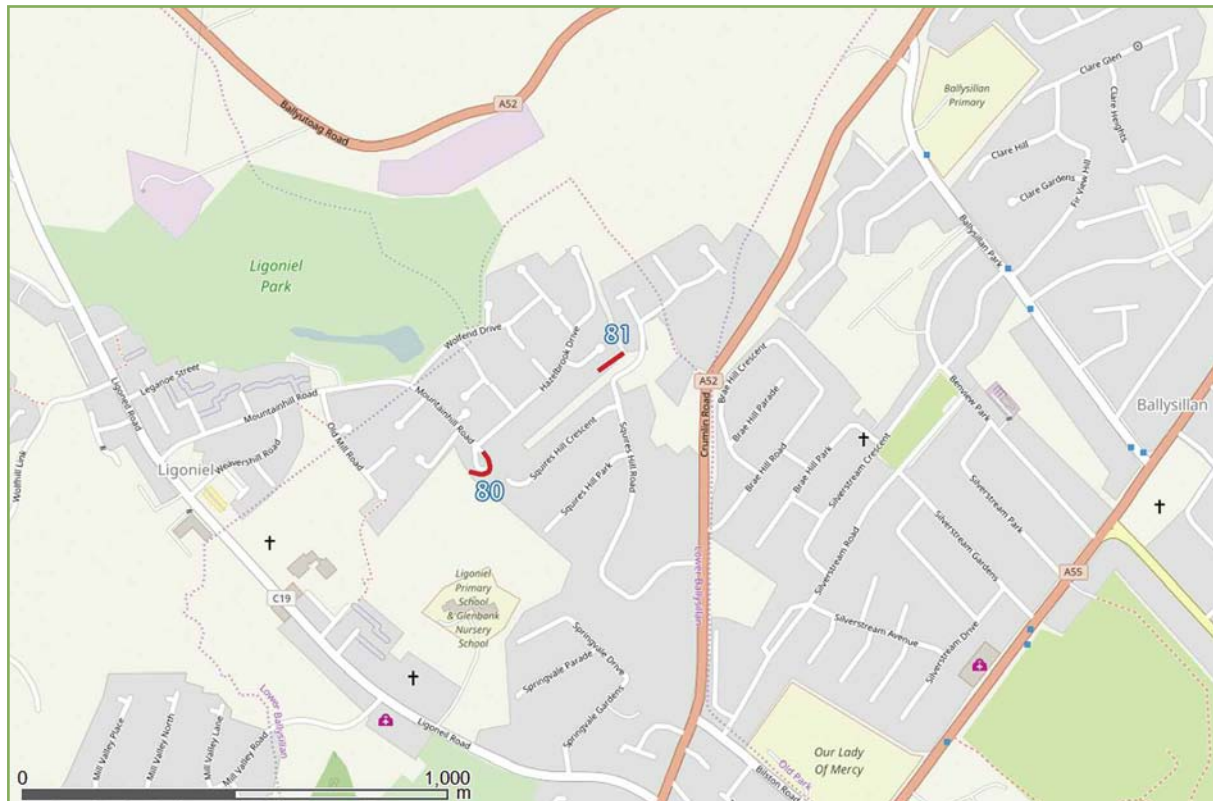 Ballyutoag Road
A52
Ballysillan
Primary
Clare Glen
Clare Heights
Clare Hill
Clare Gardens
Fir View Hill
Ballysillan Park
Ligoniel
Park
Wolfend Drive
Hazelbrook Drive
81
Leganoe Street
Mountainhill Road
Mountainhill Road
Ligoniel Road
Wolfhill Link
Weavershill Road
Old Mill Road
Ligoniel
80
Squires Hill Crescent
Squires Hill Park
Squires Hill Road
A52
Crumlin Road
Brae Hill Crescent
Brae Hill Parade
Brae Hill Road
Brae Hill Park
Silverstream Crescent
Benview Park
Ballysillan
Silverstream Park
Silverstream Gardens
Silverstream Road
Silverstream Avenue
Silverstream Drive
A55
Lower Ballysillan
C19
Ligoniel
Primary
School
& Glenbank
Nursery
School
Springvale Drive
Springvale Parade
Springvale Gardens
Ligoneil Road
Lower Ballysillan
Mill Valley Place
Mill Valley North
Mill Valley Lane
Mill Valley Road
Our Lady
Of Mercy
Old Park
Bilston Road
0
1,000
m